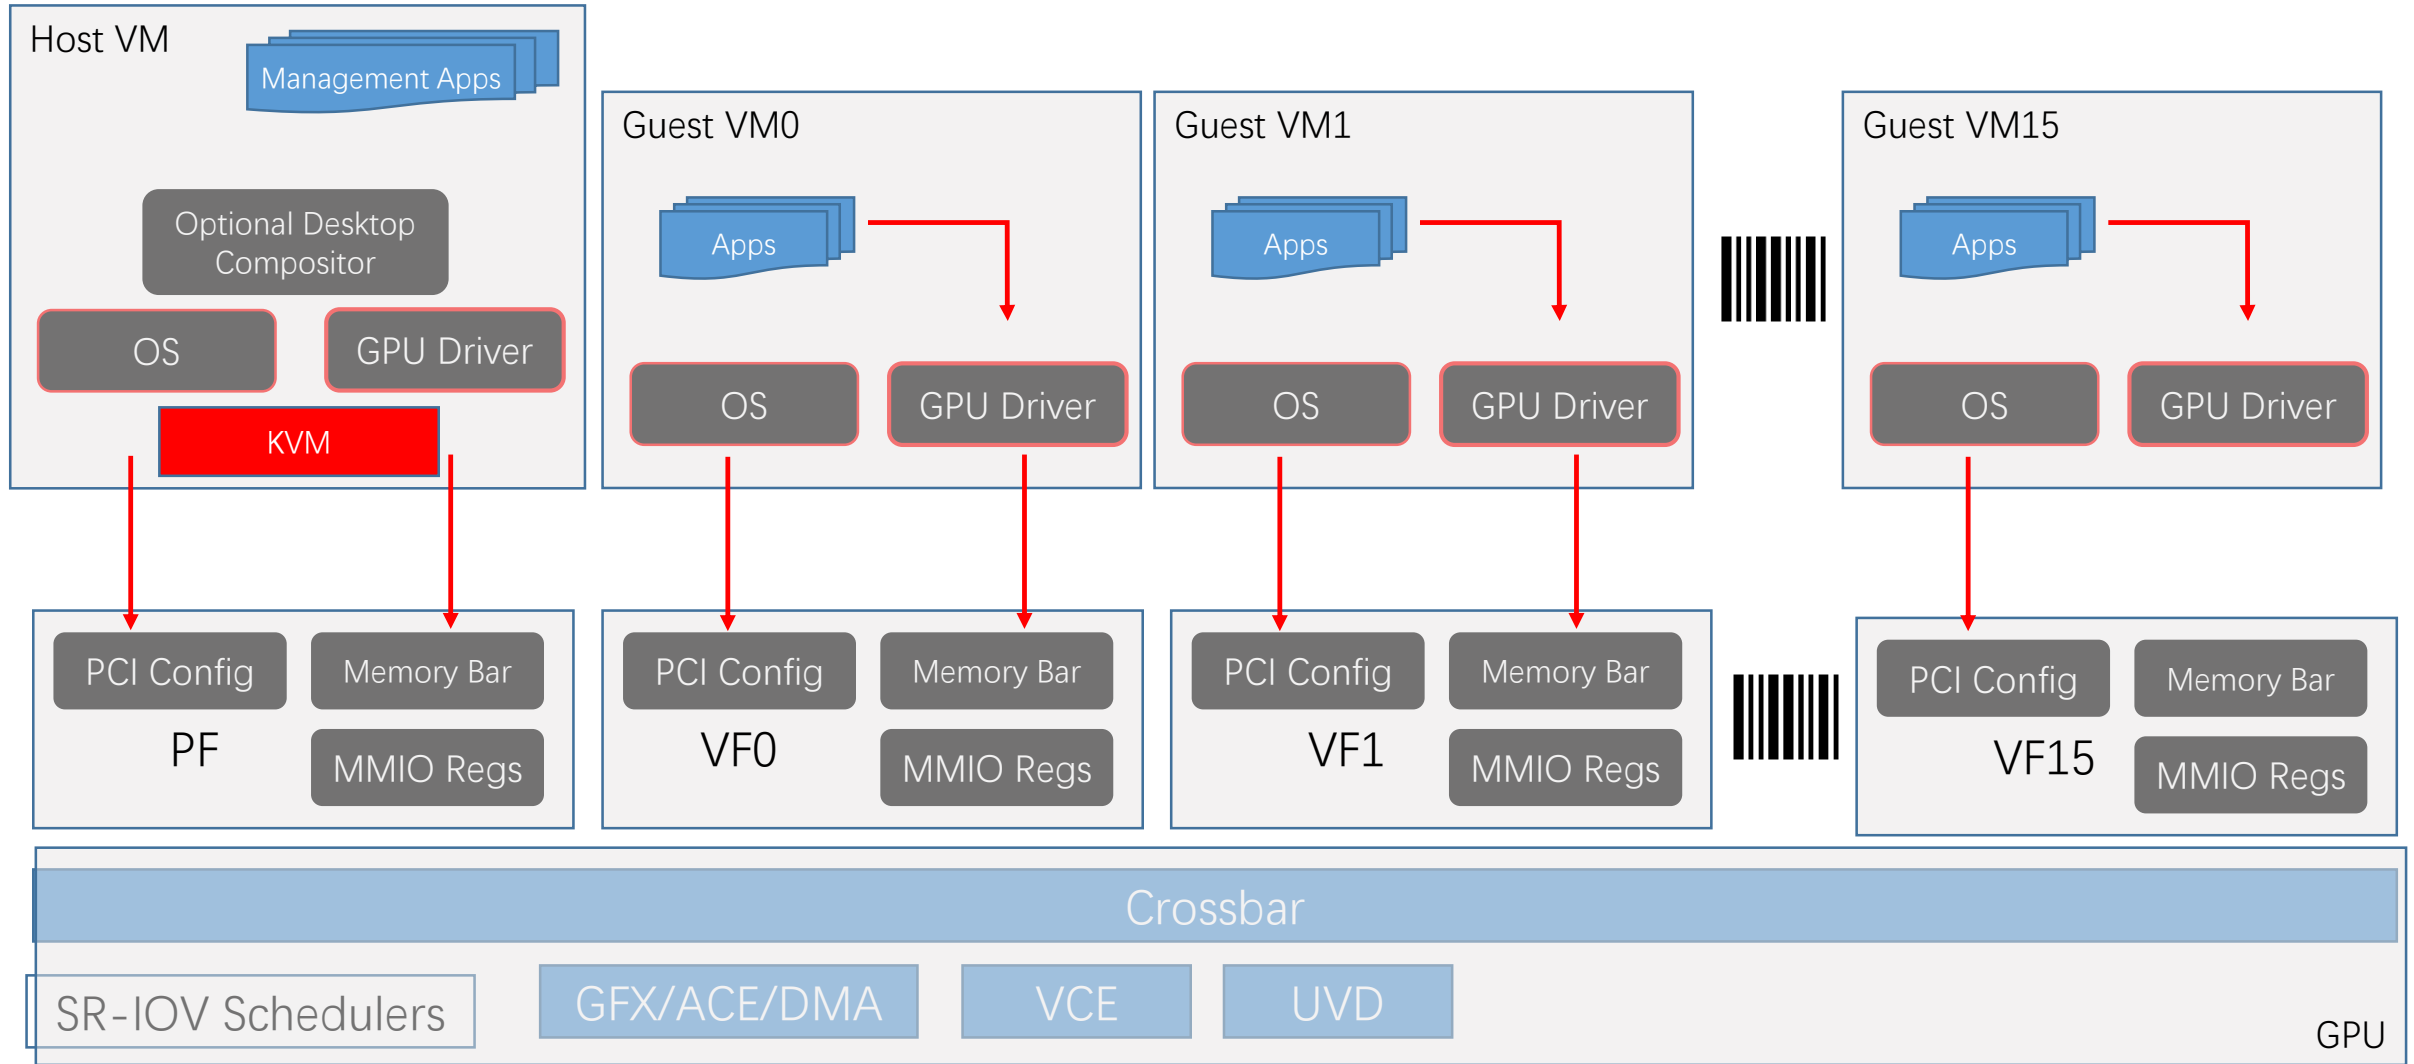 Host VM
Management Apps
Optional Desktop
Compositor
OS
GPU Driver
KVM
Guest VM0
Apps
OS
GPU Driver
Guest VM1
Apps
OS
GPU Driver
Guest VM15
Apps
OS
GPU Driver
PCI Config
Memory Bar
PF
MMIO Regs
PCI Config
Memory Bar
VF0
MMIO Regs
PCI Config
Memory Bar
VF1
MMIO Regs
PCI Config
Memory Bar
VF15
MMIO Regs
Crossbar
SR-IOV Schedulers
GFX/ACE/DMA
VCE
UVD
GPU